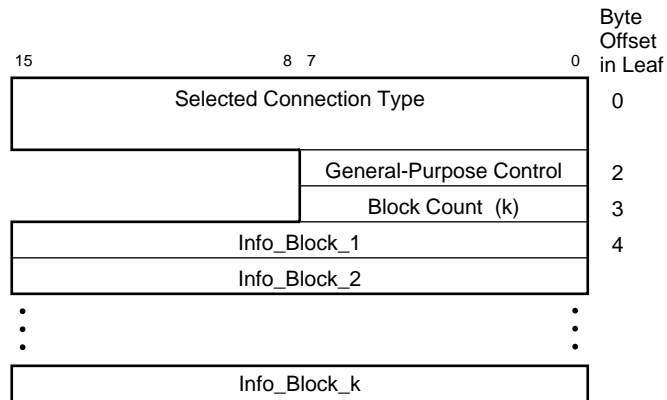 Byte
Offset
in Leaf
15 8 7 0
Selected Connection Type 0
General-Purpose Control 2
Block Count (k) 3
Info_Block_1 4
Info_Block_2
Info_Block_k